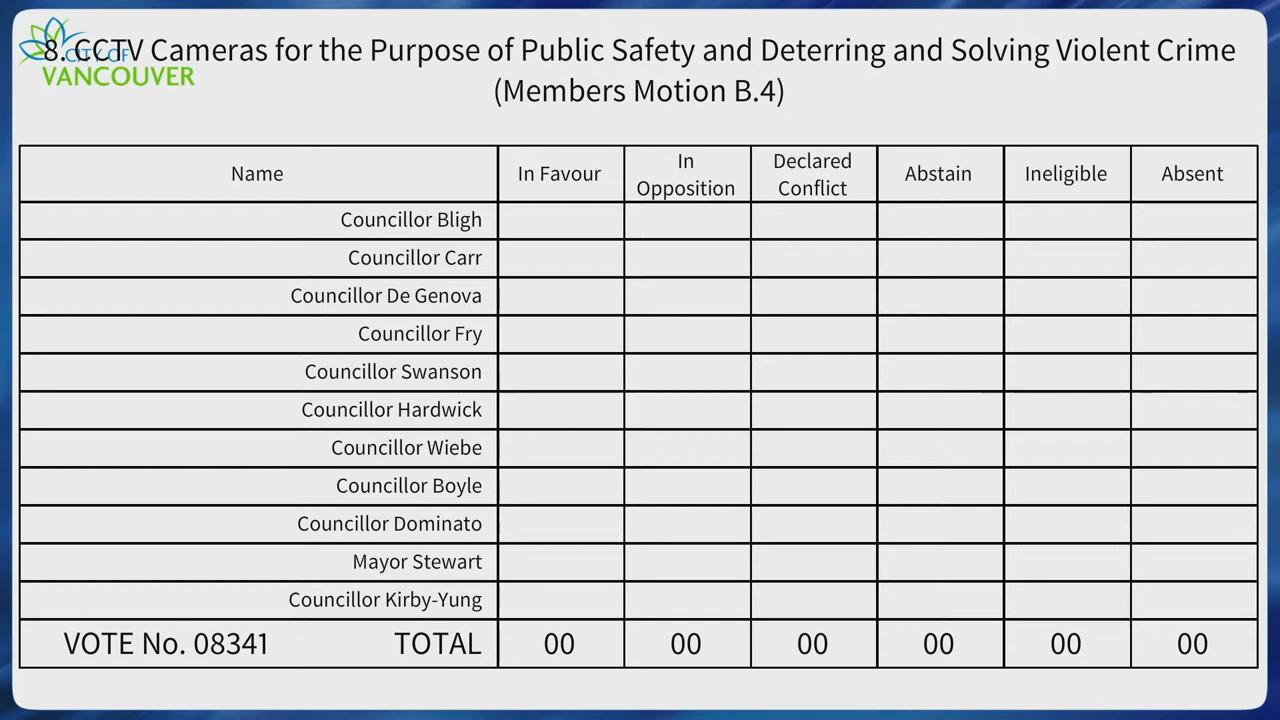 8. CCTV Cameras for the Purpose of Public Safety and Deterring and Solving Violent Crime
(Members Motion B.4)
CITY OF
VANCOUVER
Name In Favour In Opposition Declared Conflict Abstain Ineligible Absent
Councillor Bligh
Councillor Carr
Councillor De Genova
Councillor Fry
Councillor Swanson
Councillor Hardwick
Councillor Wiebe
Councillor Boyle
Councillor Dominato
Mayor Stewart
Councillor Kirby-Yung
VOTE No. 08341 TOTAL 00 00 00 00 00 00